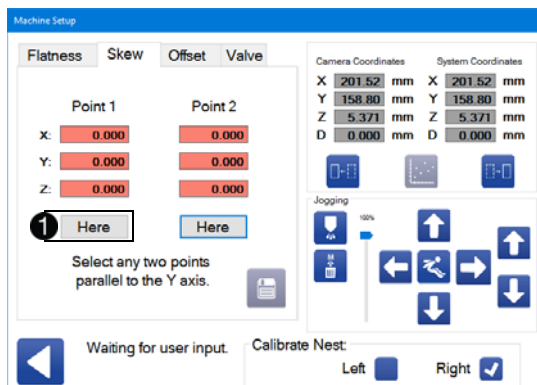 Machine Setup
Flatness Skew Offset Valve
Point 1 Point 2
X: 0.000 0.000
Y: 0.000 0.000
Z: 0.000 0.000
1 Here Here
Select any two points
parallel to the Y axis.
Waiting for user input.
Camera Coordinates System Coordinates
X 201.52 mm X 201.52 mm
Y 158.80 mm Y 158.80 mm
Z 5.371 mm Z 5.371 mm
D 0.000 mm D 0.000 mm
Jogging
100%
M
Calibrate Nest:
Left Right